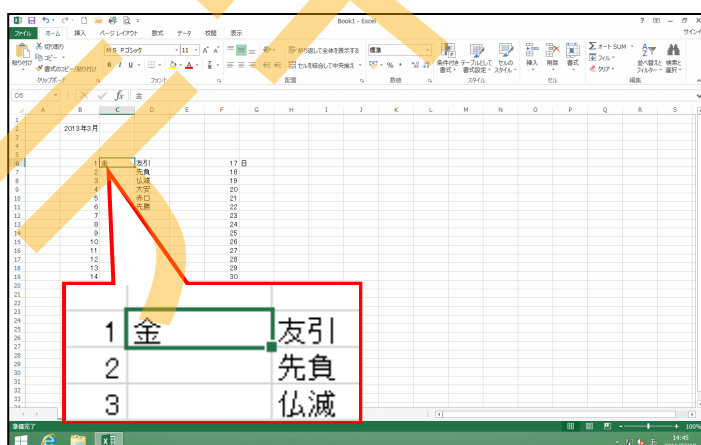 Book1 - Excel
サインイン
ファイル ホーム 挿入 ページレイアウト 数式 データ 校閲 表示
切り取り
コピー
書式のコピー/貼り付け
貼り付け
クリップボード
MS Pゴシック 11
B I U
フォント
折り返して全体を表示する
セルを結合して中央揃え
配置
標準
数値
条件付き書式 テーブルとして書式設定 セルのスタイル
スタイル
挿入 削除 書式
セル
オート SUM
フィル
クリア
並べ替えとフィルター 検索と選択
編集
C6 fx 金
A B C D E F G H I J K L M N O P Q R S
2013年3月
1 金 友引 17 日
2 先負 18
3 仏滅 19
4 大安 20
5 赤口 21
6 先勝 22
7 23
8 24
9 25
10 26
11 27
12 28
13 29
14 30
1 金 友引
2 先負
3 仏滅
準備完了 100%
14:45